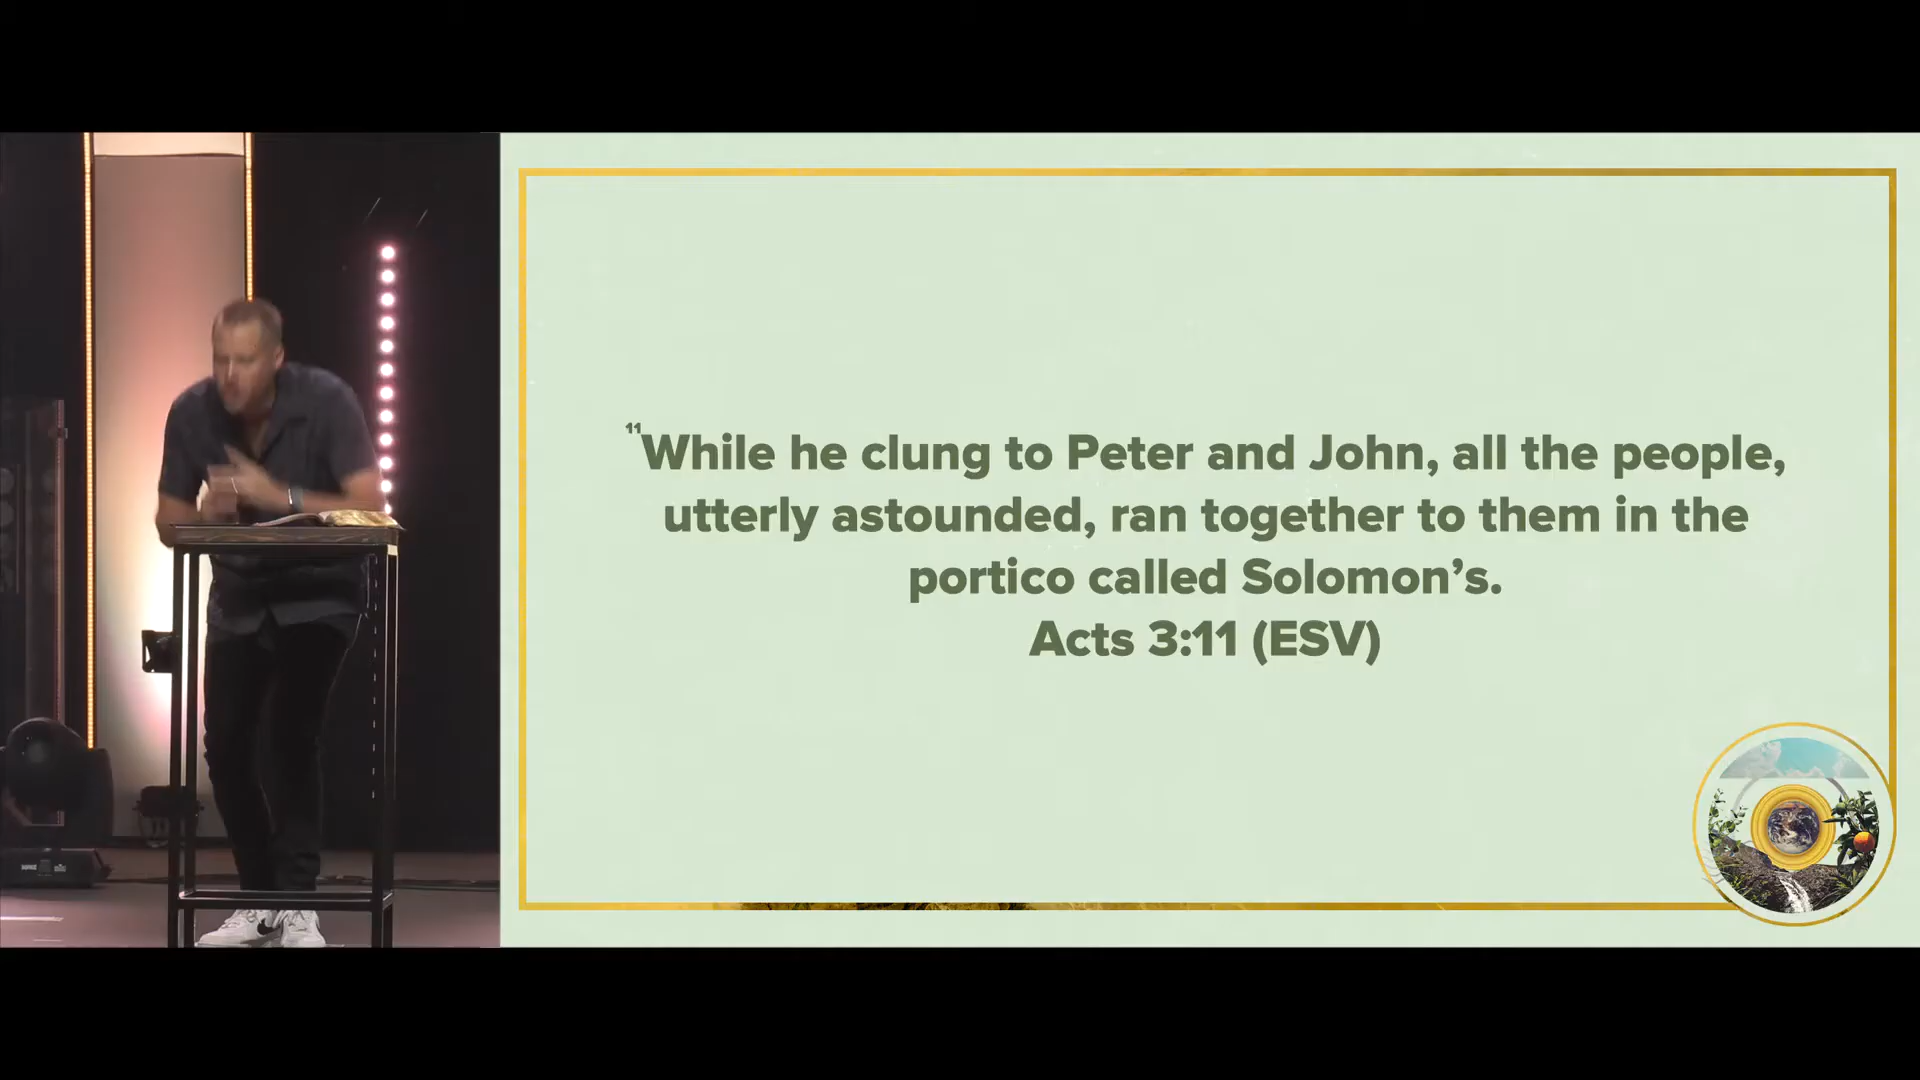 ¹¹While he clung to Peter and John, all the people,
utterly astounded, ran together to them in the
portico called Solomon’s.
Acts 3:11 (ESV)